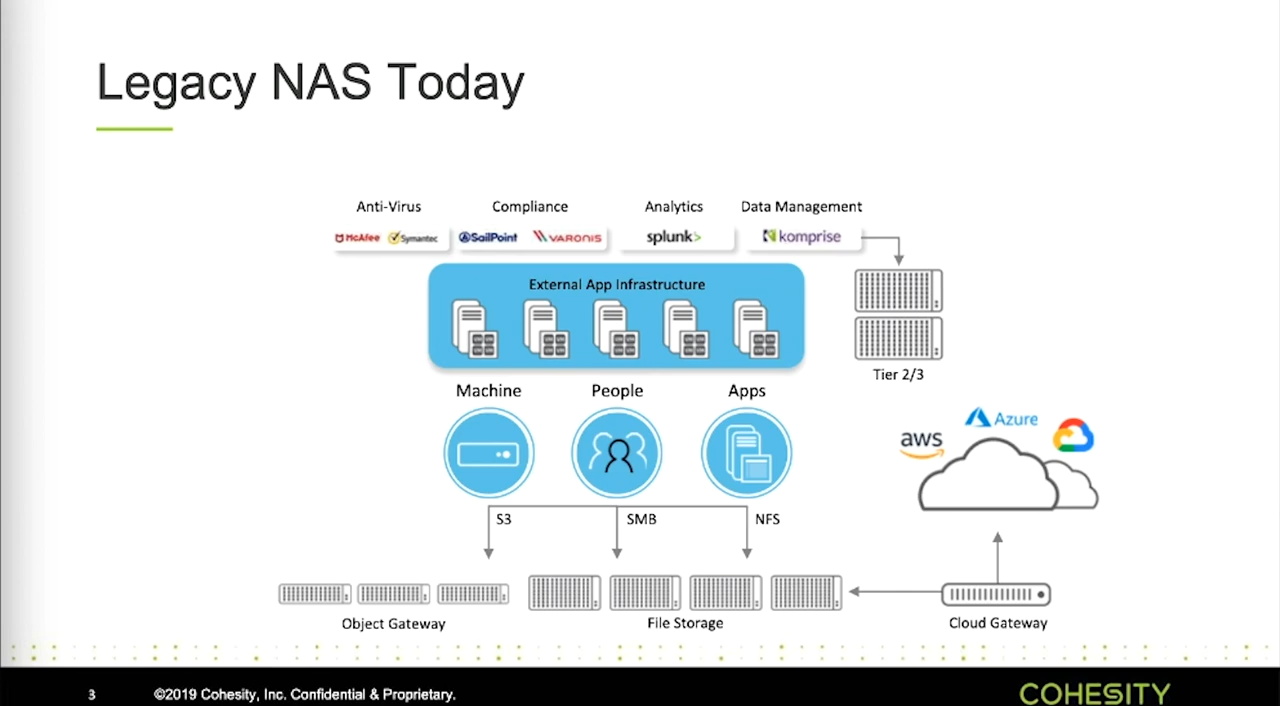 Legacy NAS Today
Anti-Virus Compliance Analytics Data Management
McAfee Symantec SailPoint VARONIS splunk> komprise
External App Infrastructure
Tier 2/3
Machine People Apps
aws Azure
S3 SMB NFS
Object Gateway File Storage Cloud Gateway
3 ©2019 Cohesity, Inc. Confidential & Proprietary. COHESITY